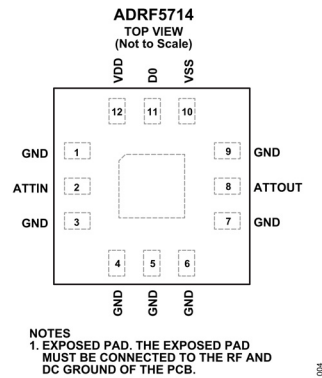 ADRF5714
TOP VIEW
(Not to Scale)
VDD
D0
VSS
12
11
10
GND 1
9 GND
ATTIN 2
8 ATTOUT
GND 3
7 GND
4
5
6
GND
GND
GND
NOTES
1. EXPOSED PAD. THE EXPOSED PAD
MUST BE CONNECTED TO THE RF AND
DC GROUND OF THE PCB.
004